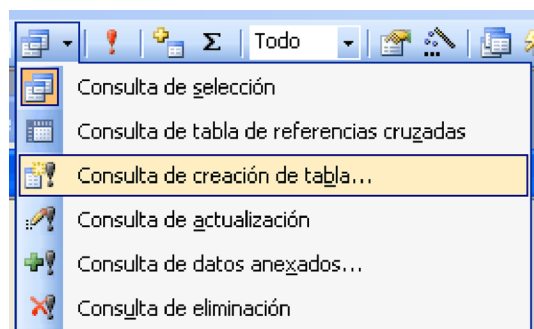 Σ Todo
Consulta de selección
Consulta de tabla de referencias cruzadas
Consulta de creación de tabla...
Consulta de actualización
Consulta de datos anexados...
Consulta de eliminación